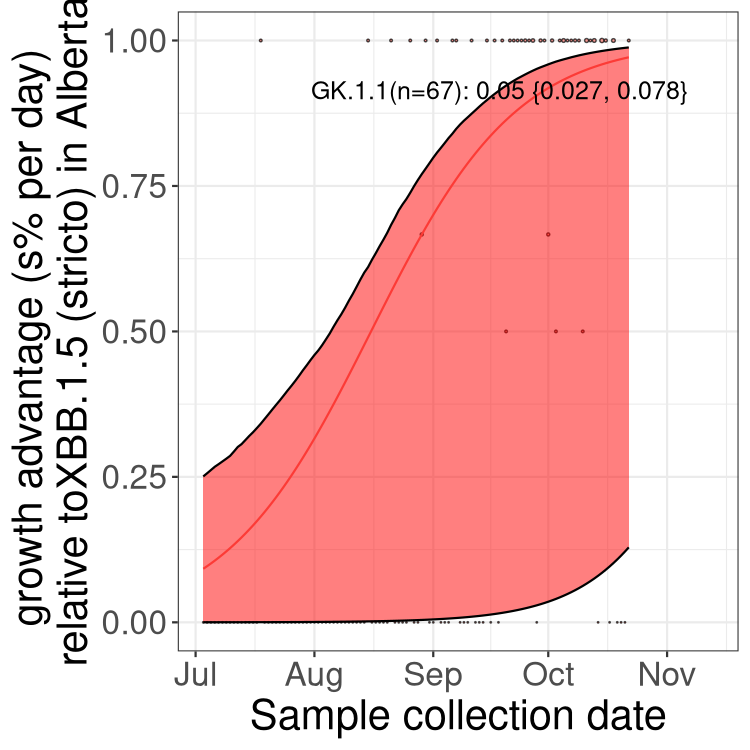 growth advantage (s% per day)
relative toXBB.1.5 (stricto) in Alberta
1.00
0.75
0.50
0.25
0.00
GK.1.1(n=67): 0.05 {0.027, 0.078}
Jul Aug Sep Oct Nov
Sample collection date